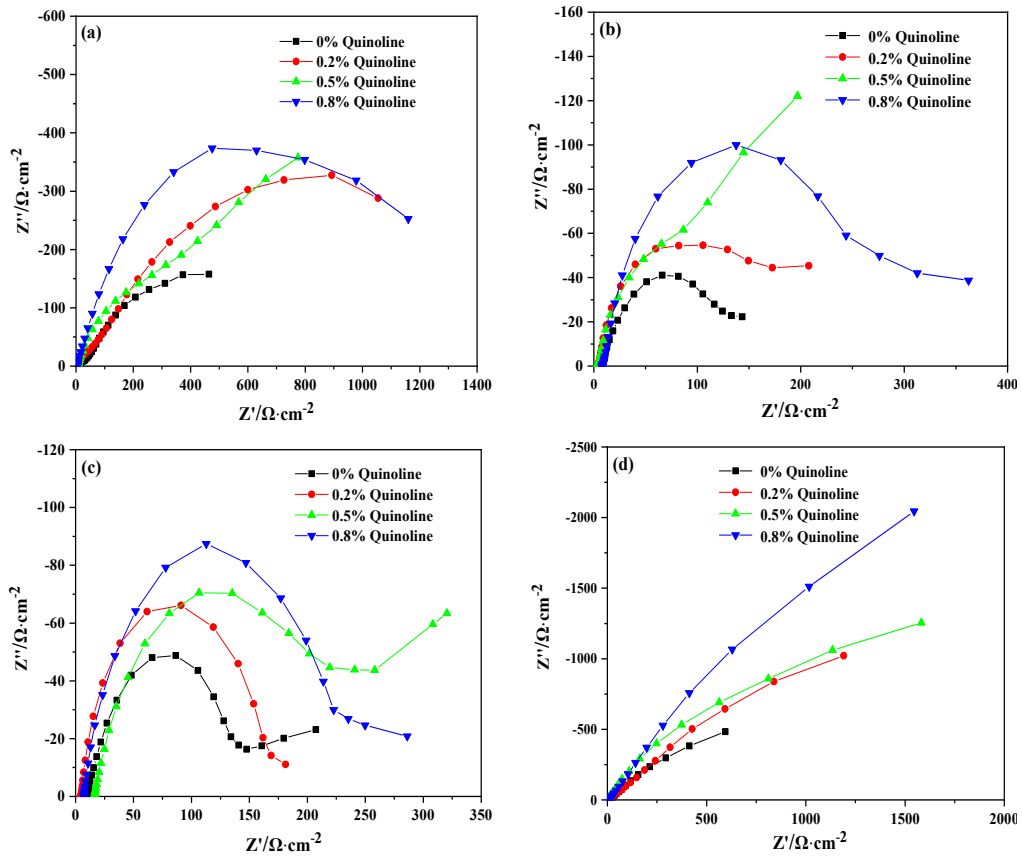 (a)
0% Quinoline
0.2% Quinoline
0.5% Quinoline
0.8% Quinoline
-600
-500
-400
-300
-200
-100
0
Z''/Ω·cm-2
0 200 400 600 800 1000 1200 1400
Z'/Ω·cm-2
(b)
0% Quinoline
0.2% Quinoline
0.5% Quinoline
0.8% Quinoline
-160
-140
-120
-100
-80
-60
-40
-20
0
Z''/Ω·cm-2
0 100 200 300 400
Z'/Ω·cm-2
(c)
0% Quinoline
0.2% Quinoline
0.5% Quinoline
0.8% Quinoline
-120
-100
-80
-60
-40
-20
0
Z''/Ω·cm-2
0 50 100 150 200 250 300 350
Z'/Ω·cm-2
(d)
0% Quinoline
0.2% Quinoline
0.5% Quinoline
0.8% Quinoline
-2500
-2000
-1500
-1000
-500
0
Z''/Ω·cm-2
0 500 1000 1500 2000
Z'/Ω·cm-2